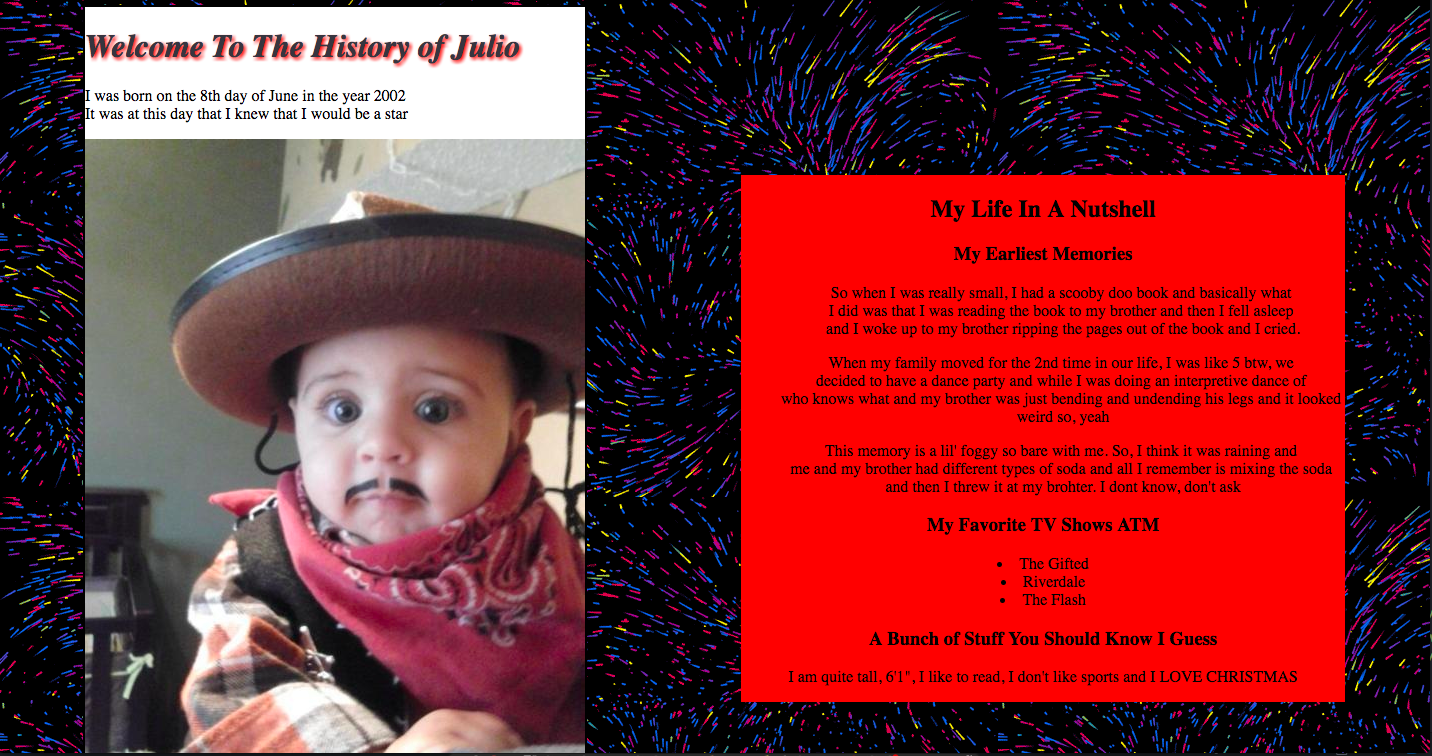 Welcome To The History of Julio
I was born on the 8th day of June in the year 2002
It was at this day that I knew that I would be a star
My Life In A Nutshell
My Earliest Memories
So when I was really small, I had a scooby doo book and basically what
I did was that I was reading the book to my brother and then I fell asleep
and I woke up to my brother ripping the pages out of the book and I cried.
When my family moved for the 2nd time in our life, I was like 5 btw, we
decided to have a dance party and while I was doing an interpretive dance of
who knows what and my brother was just bending and undending his legs and it looked
weird so, yeah
This memory is a lil' foggy so bare with me. So, I think it was raining and
me and my brother had different types of soda and all I remember is mixing the soda
and then I threw it at my brohter. I dont know, don't ask
My Favorite TV Shows ATM
• The Gifted
• Riverdale
• The Flash
A Bunch of Stuff You Should Know I Guess
I am quite tall, 6'1", I like to read, I don't like sports and I LOVE CHRISTMAS